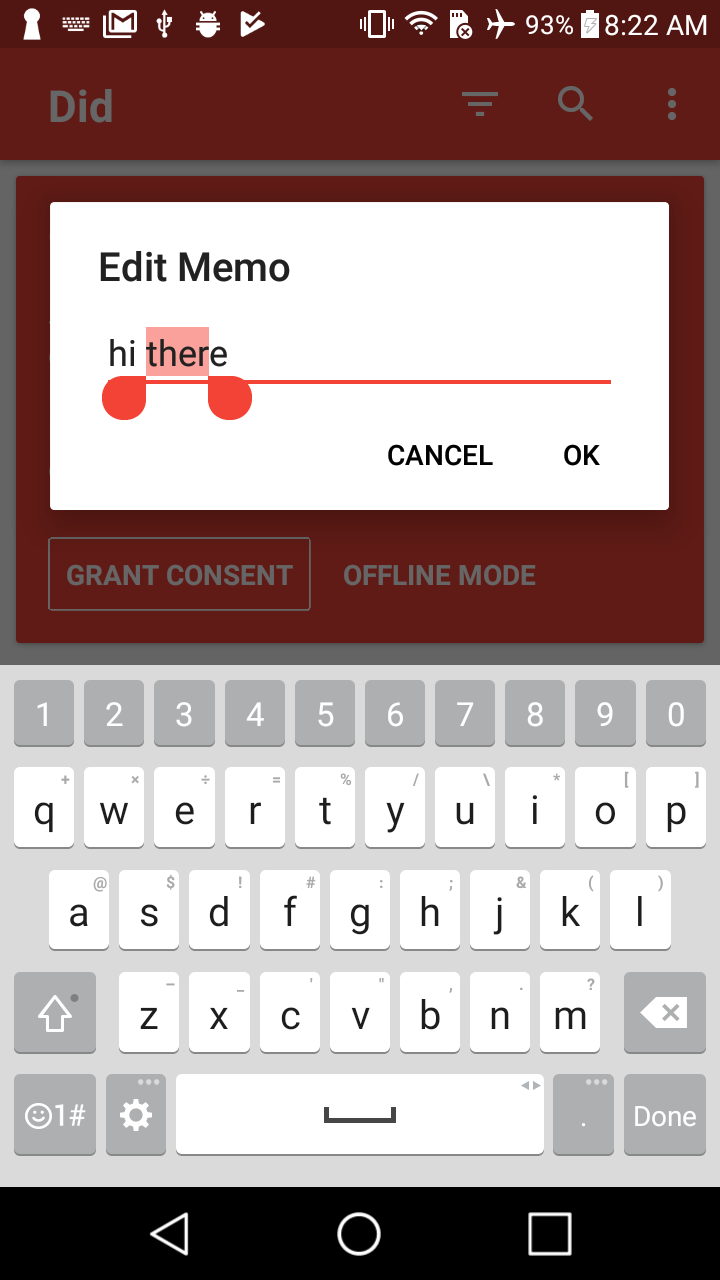 93% 8:22 AM
Did
Edit Memo
hi there
CANCEL OK
GRANT CONSENT OFFLINE MODE
1 2 3 4 5 6 7 8 9 0
+ × ÷ = % / \ * [ ]
q w e r t y u i o p
@ $ ! # : ; & ( )
a s d f g h j k l
– _ ' " , . ?
z x c v b n m
1# . Done